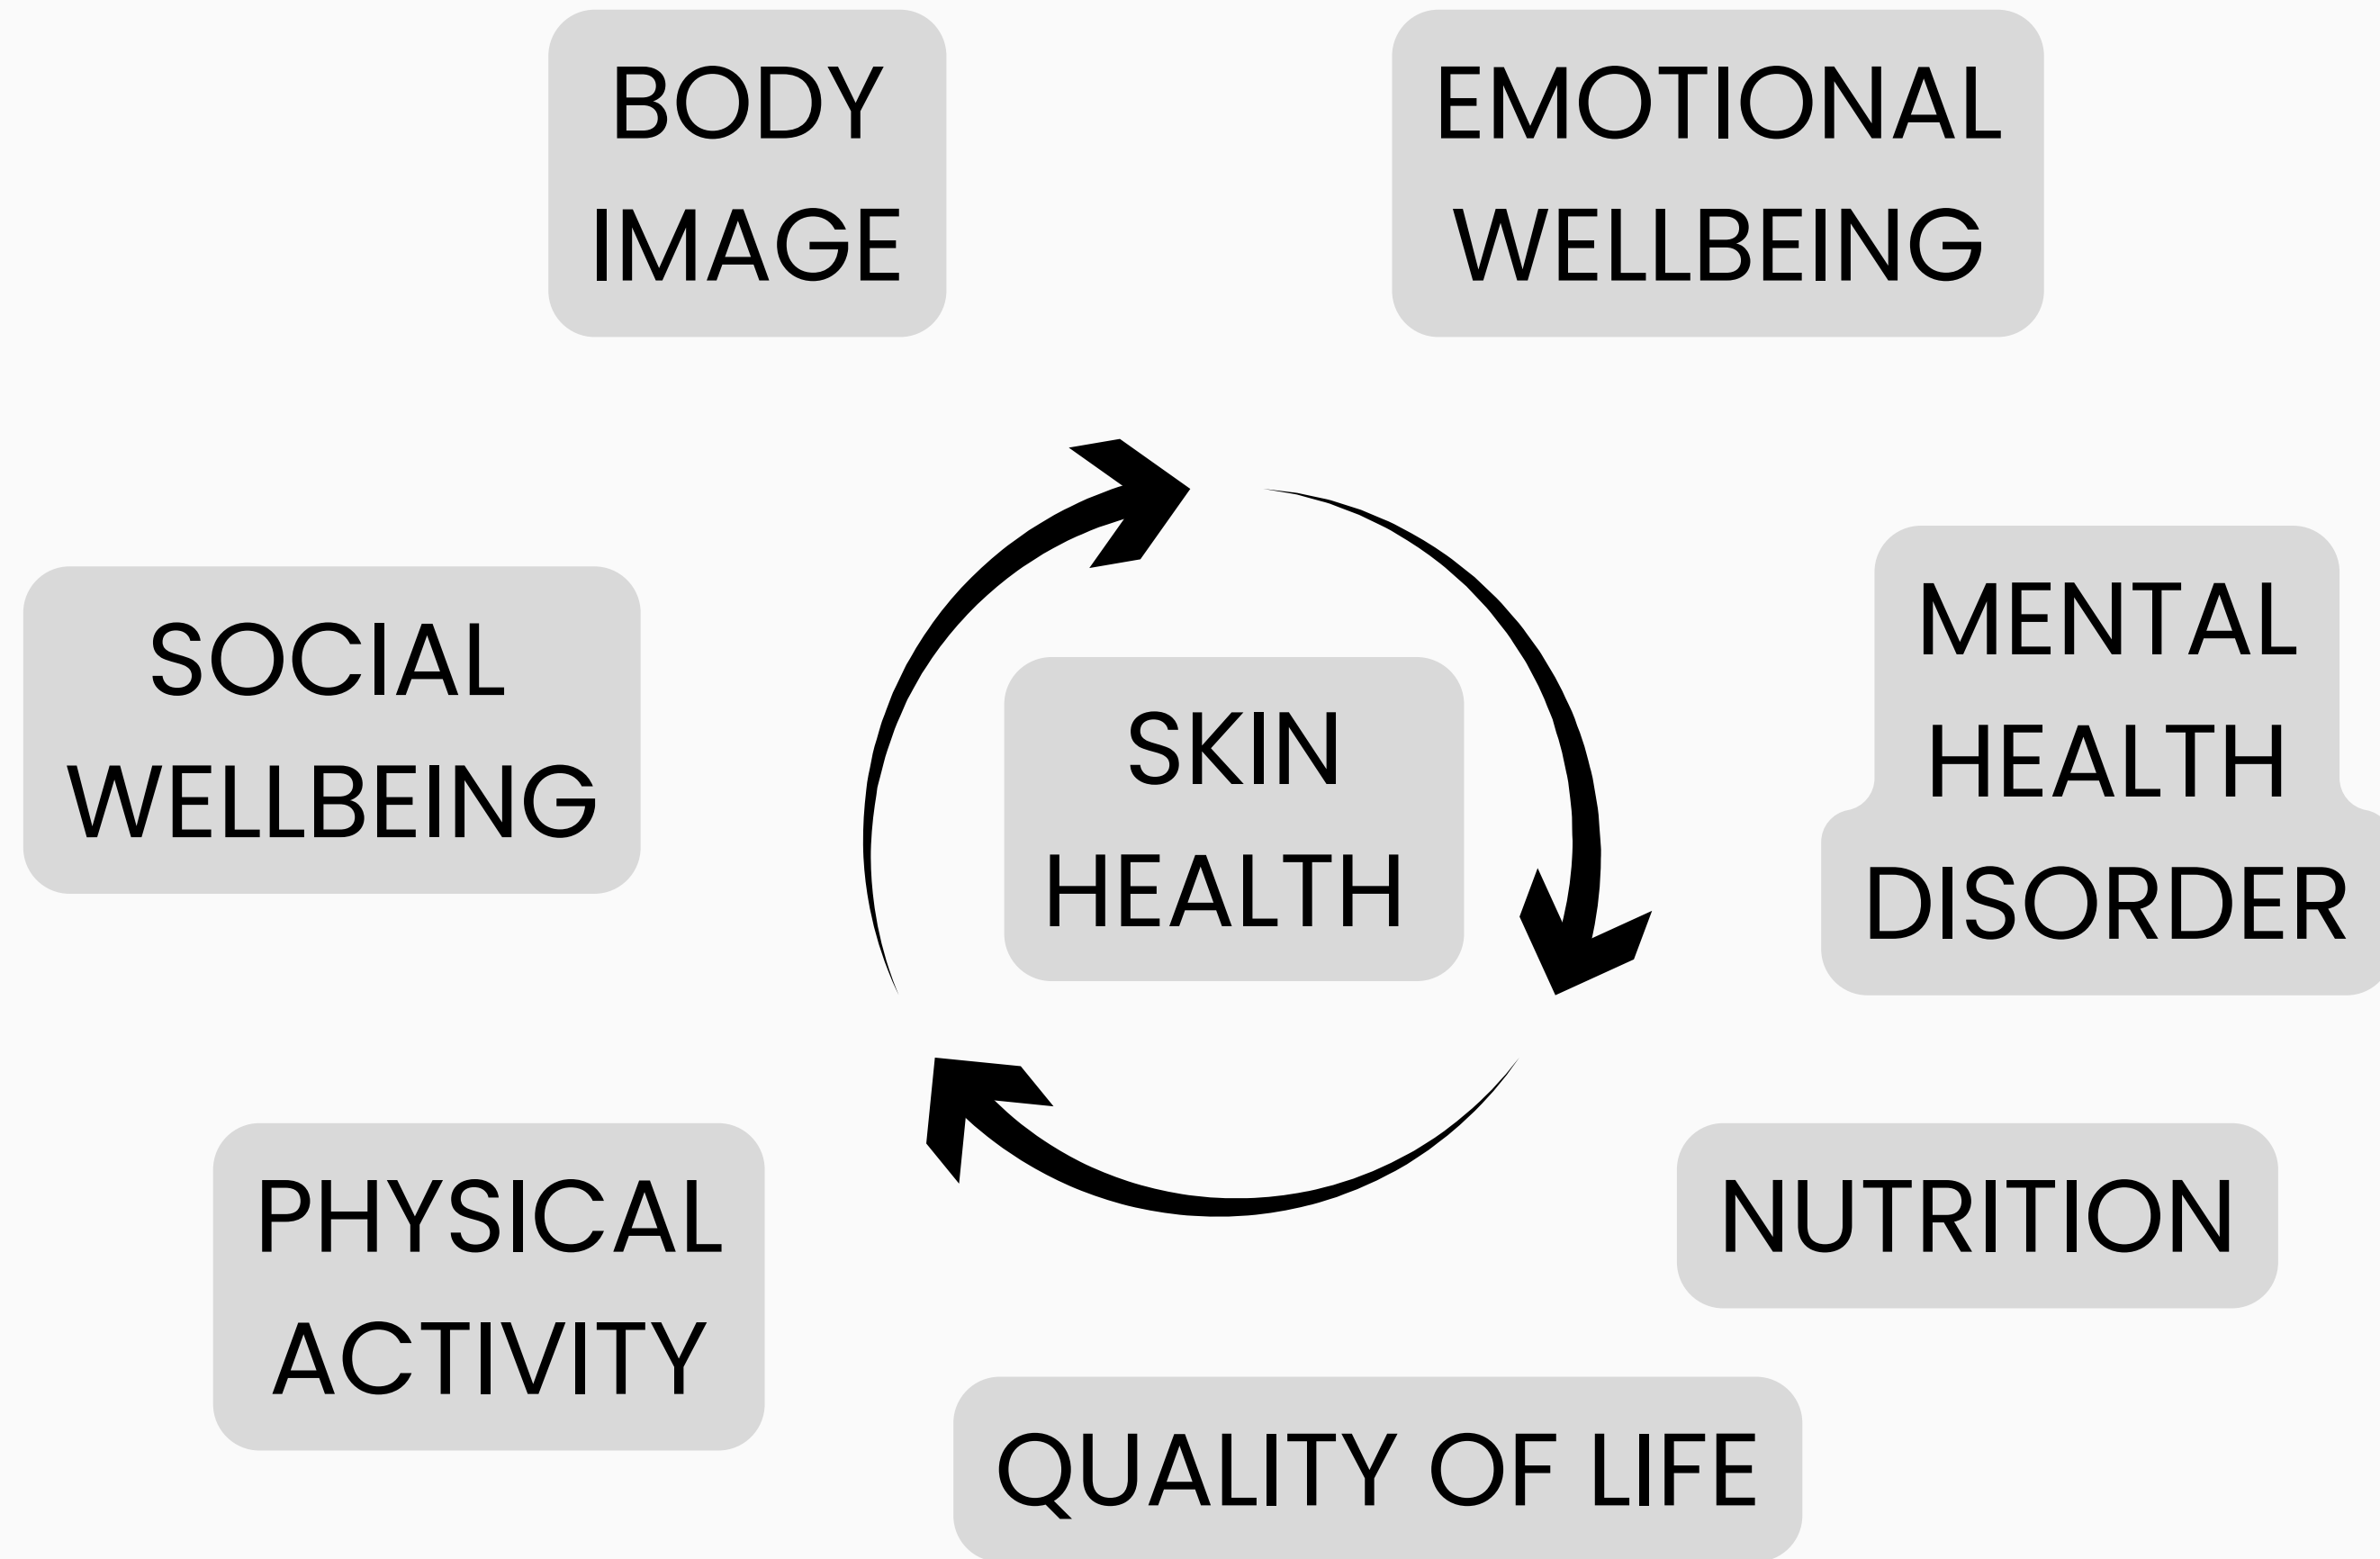 BODY
IMAGE
EMOTIONAL
WELLBEING
SOCIAL
WELLBEING
SKIN
HEALTH
MENTAL
HEALTH
DISORDER
PHYSICAL
ACTIVITY
NUTRITION
QUALITY OF LIFE